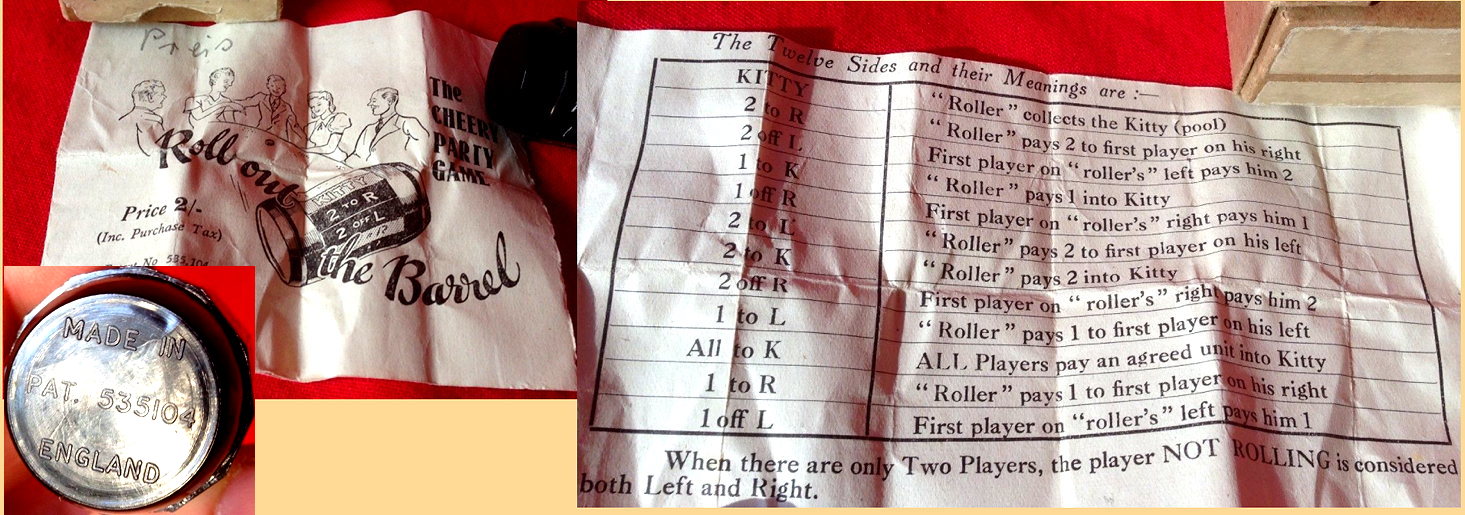 Preis
The
CHEERY
PARTY
GAME
Roll out
KITTY
2 TO R
2 OFF L
the Barrel
Price 2/-
(Inc. Purchase Tax)
No 535,104
MADE IN
PAT. 535104
ENGLAND
The Twelve Sides and their Meanings are :—
KITTY "Roller" collects the Kitty (pool)
2 to R "Roller" pays 2 to first player on his right
2 off L First player on "roller's" left pays him 2
1 to K "Roller" pays 1 into Kitty
1 off R First player on "roller's" right pays him 1
2 to L "Roller" pays 2 to first player on his left
2 to K "Roller" pays 2 into Kitty
2 off R First player on "roller's" right pays him 2
1 to L "Roller" pays 1 to first player on his left
All to K ALL Players pay an agreed unit into Kitty
1 to R "Roller" pays 1 to first player on his right
1 off L First player on "roller's" left pays him 1
When there are only Two Players, the player NOT ROLLING is considered
both Left and Right.